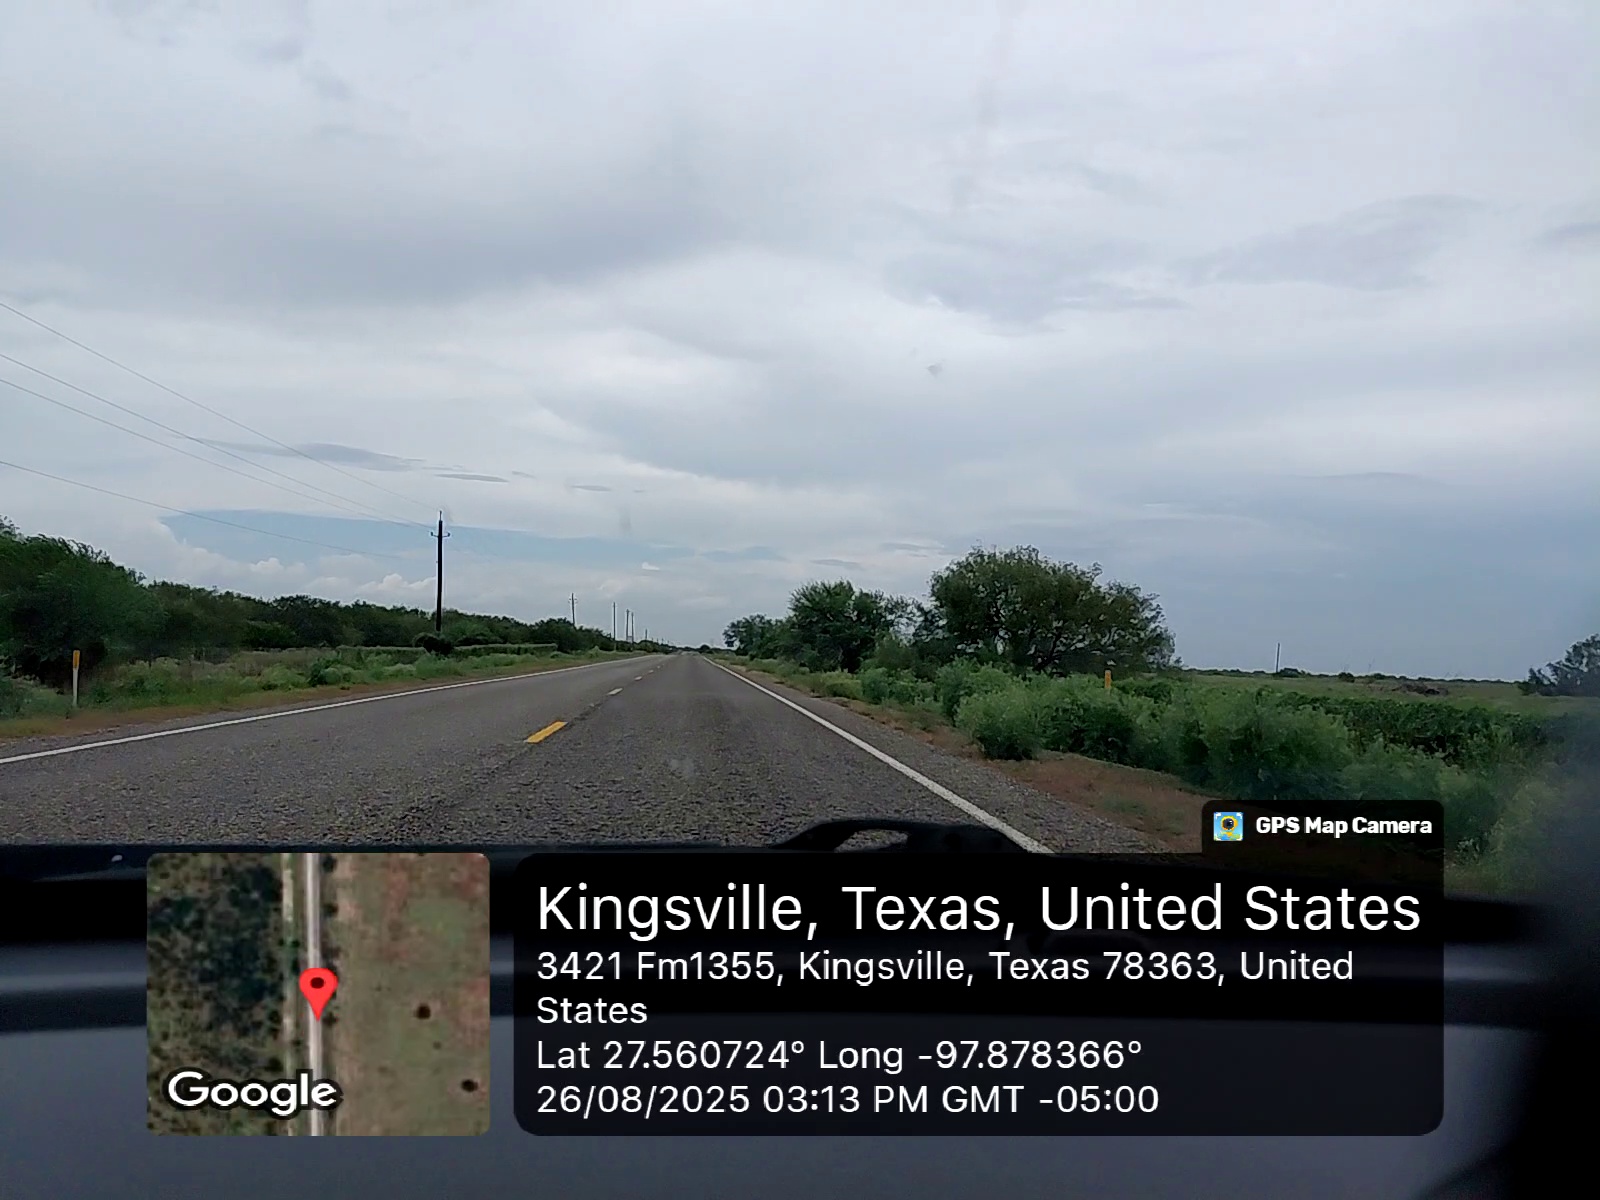 GPS Map Camera
Kingsville, Texas, United States
3421 Fm1355, Kingsville, Texas 78363, United
States
Lat 27.560724° Long -97.878366°
26/08/2025 03:13 PM GMT -05:00
Google